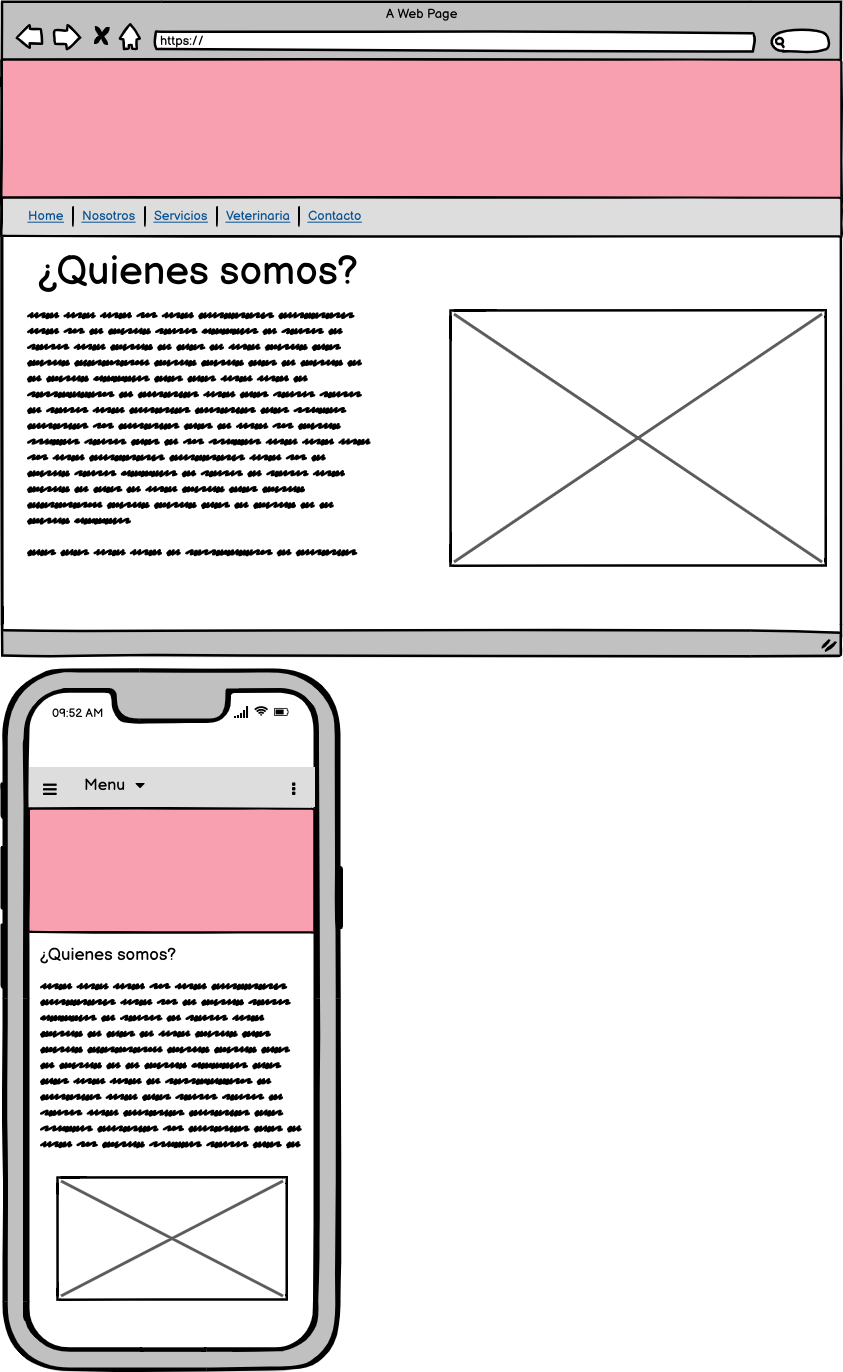 A Web Page
https://
Home | Nosotros | Servicios | Veterinaria | Contacto
¿Quienes somos?
09:52 AM
Menu
¿Quienes somos?